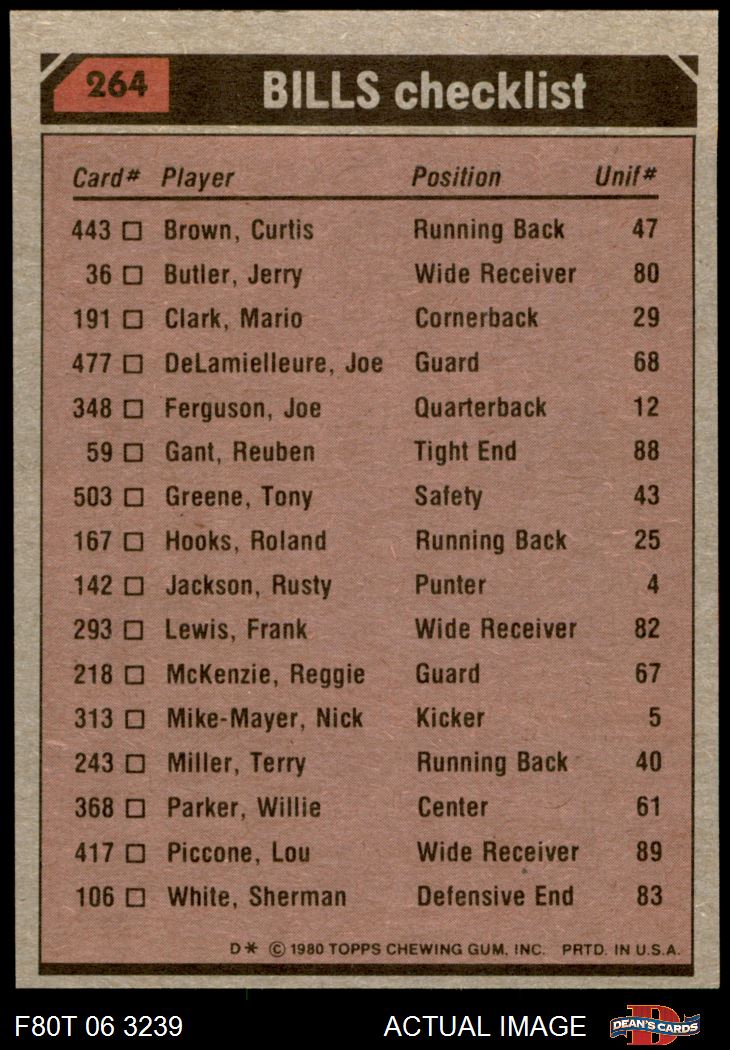 264 BILLS checklist
Card# Player Position Unif#
443 Brown, Curtis Running Back 47
36 Butler, Jerry Wide Receiver 80
191 Clark, Mario Cornerback 29
477 DeLamielleure, Joe Guard 68
348 Ferguson, Joe Quarterback 12
59 Gant, Reuben Tight End 88
503 Greene, Tony Safety 43
167 Hooks, Roland Running Back 25
142 Jackson, Rusty Punter 4
293 Lewis, Frank Wide Receiver 82
218 McKenzie, Reggie Guard 67
313 Mike-Mayer, Nick Kicker 5
243 Miller, Terry Running Back 40
368 Parker, Willie Center 61
417 Piccone, Lou Wide Receiver 89
106 White, Sherman Defensive End 83
D* © 1980 TOPPS CHEWING GUM, INC. PRTD. IN U.S.A.
F80T 06 3239 ACTUAL IMAGE D DEAN'S CARDS